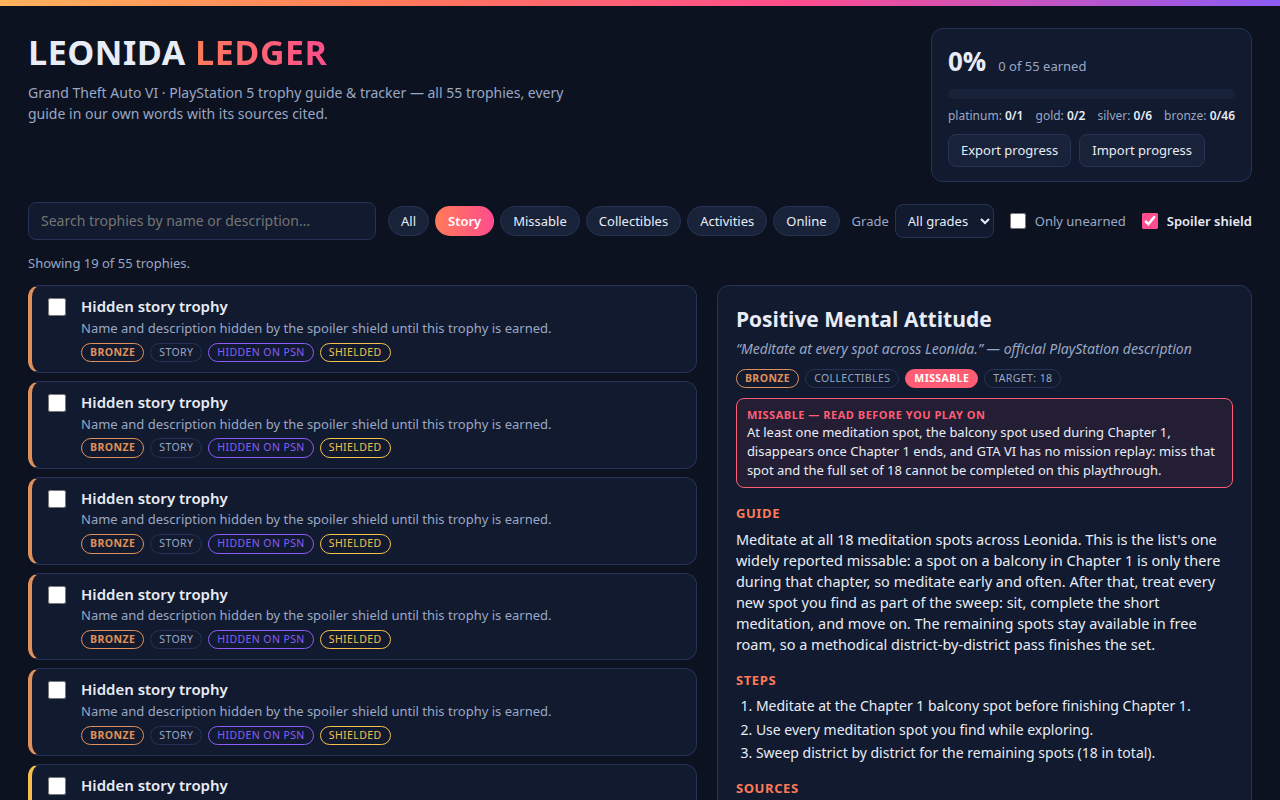 LEONIDA LEDGER
Grand Theft Auto VI · PlayStation 5 trophy guide & tracker — all 55 trophies, every
guide in our own words with its sources cited.
0% 0 of 55 earned
platinum: 0/1 gold: 0/2 silver: 0/6 bronze: 0/46
Export progress Import progress
Search trophies by name or description...
All Story Missable Collectibles Activities Online Grade All grades Only unearned Spoiler shield
Showing 19 of 55 trophies.
Hidden story trophy
Name and description hidden by the spoiler shield until this trophy is earned.
BRONZE STORY HIDDEN ON PSN SHIELDED
Hidden story trophy
Name and description hidden by the spoiler shield until this trophy is earned.
BRONZE STORY HIDDEN ON PSN SHIELDED
Hidden story trophy
Name and description hidden by the spoiler shield until this trophy is earned.
BRONZE STORY HIDDEN ON PSN SHIELDED
Hidden story trophy
Name and description hidden by the spoiler shield until this trophy is earned.
BRONZE STORY HIDDEN ON PSN SHIELDED
Hidden story trophy
Name and description hidden by the spoiler shield until this trophy is earned.
BRONZE STORY HIDDEN ON PSN SHIELDED
Hidden story trophy
Positive Mental Attitude
“Meditate at every spot across Leonida.” — official PlayStation description
BRONZE COLLECTIBLES MISSABLE TARGET: 18
MISSABLE — READ BEFORE YOU PLAY ON
At least one meditation spot, the balcony spot used during Chapter 1,
disappears once Chapter 1 ends, and GTA VI has no mission replay: miss that
spot and the full set of 18 cannot be completed on this playthrough.
GUIDE
Meditate at all 18 meditation spots across Leonida. This is the list's one
widely reported missable: a spot on a balcony in Chapter 1 is only there
during that chapter, so meditate early and often. After that, treat every
new spot you find as part of the sweep: sit, complete the short
meditation, and move on. The remaining spots stay available in free
roam, so a methodical district-by-district pass finishes the set.
STEPS
1. Meditate at the Chapter 1 balcony spot before finishing Chapter 1.
2. Use every meditation spot you find while exploring.
3. Sweep district by district for the remaining spots (18 in total).
SOURCES